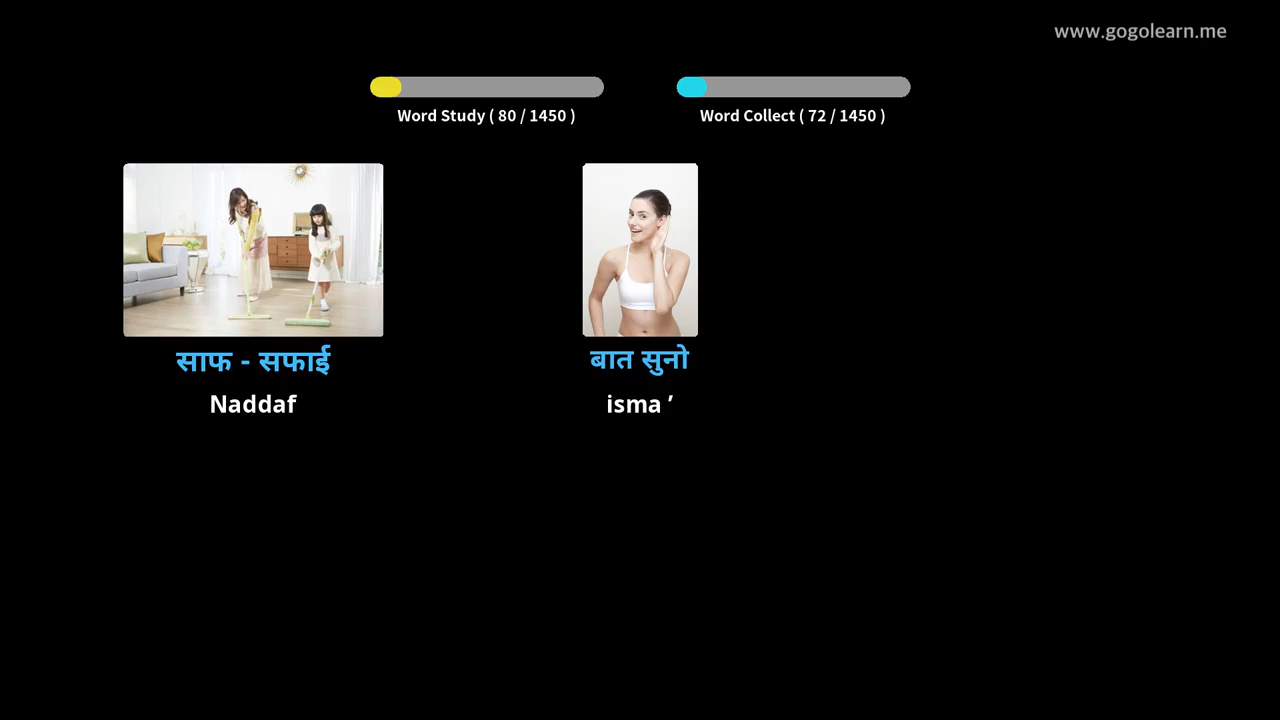 www.gogolearn.me
Word Study ( 80 / 1450 )
Word Collect ( 72 / 1450 )
साफ - सफाई
Naddaf
बात सुनो
isma ’